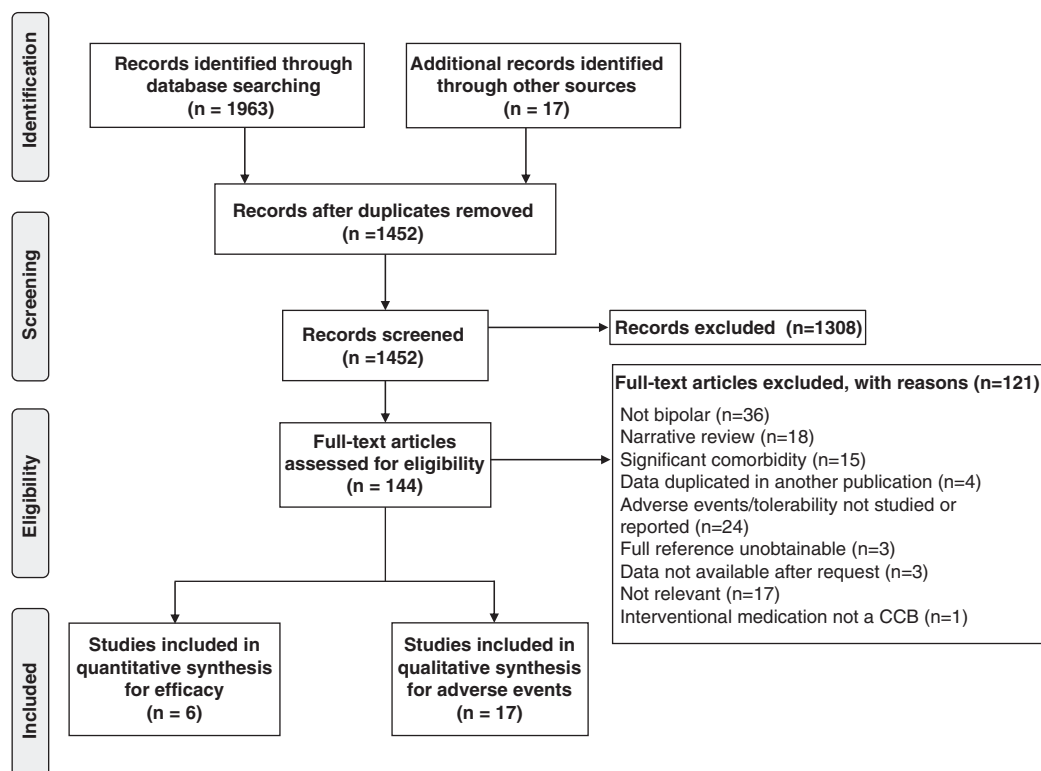 Identification
Records identified through
database searching
(n = 1963)
Additional records identified
through other sources
(n = 17)
Screening
Records after duplicates removed
(n =1452)
Records screened
(n =1452)
Records excluded (n=1308)
Eligibility
Full-text articles
assessed for eligibility
(n = 144)
Full-text articles excluded, with reasons (n=121)
Not bipolar (n=36)
Narrative review (n=18)
Significant comorbidity (n=15)
Data duplicated in another publication (n=4)
Adverse events/tolerability not studied or
reported (n=24)
Full reference unobtainable (n=3)
Data not available after request (n=3)
Not relevant (n=17)
Interventional medication not a CCB (n=1)
Included
Studies included in
quantitative synthesis
for efficacy
(n = 6)
Studies included in
qualitative synthesis
for adverse events
(n = 17)